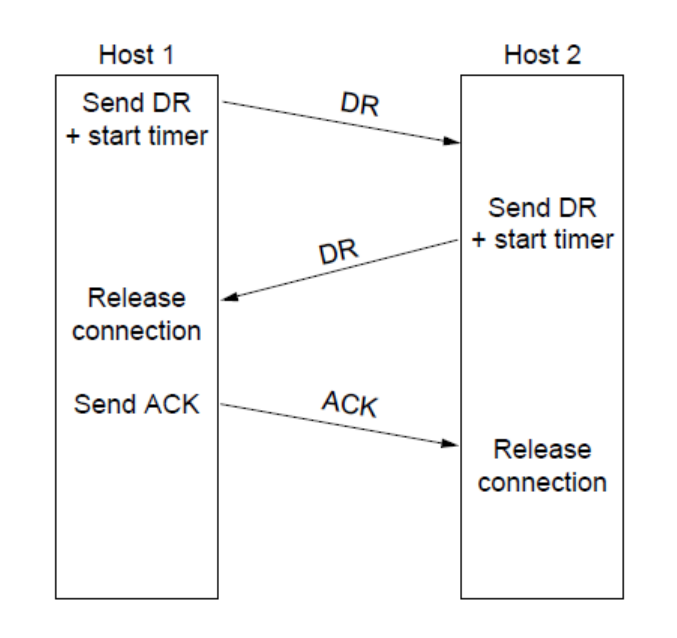 Host 1
Host 2
Send DR
+ start timer
DR
Send DR
+ start timer
DR
Release
connection
Send ACK
ACK
Release
connection